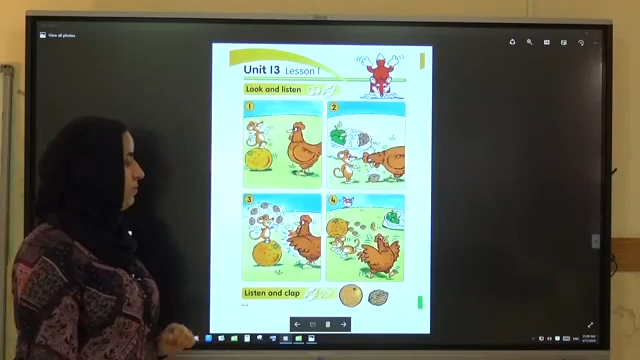 View all photos
Unit 13 Lesson 1
Look and listen
1
2
3
4
Listen and clap